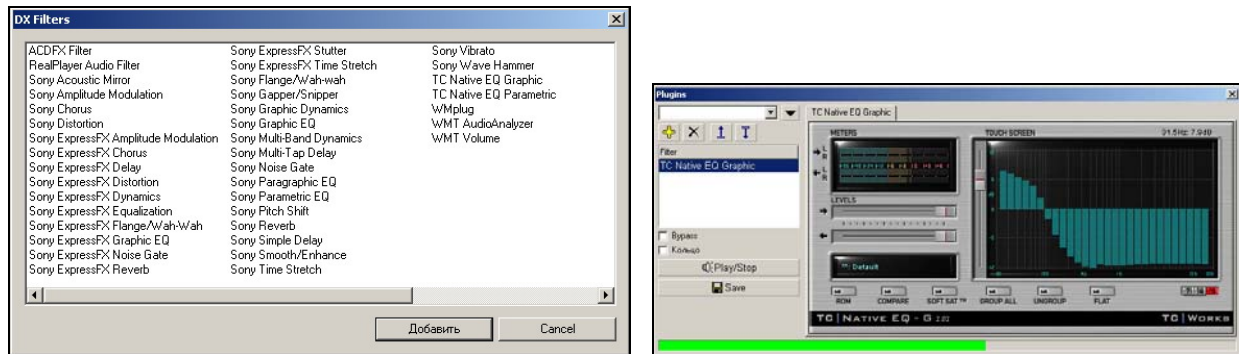 DX Filters
ACDFX Filter
RealPlayer Audio Filter
Sony Acoustic Mirror
Sony Amplitude Modulation
Sony Chorus
Sony Distortion
Sony ExpressFX Amplitude Modulation
Sony ExpressFX Chorus
Sony ExpressFX Delay
Sony ExpressFX Distortion
Sony ExpressFX Dynamics
Sony ExpressFX Equalization
Sony ExpressFX Flange/Wah-Wah
Sony ExpressFX Graphic EQ
Sony ExpressFX Noise Gate
Sony ExpressFX Reverb
Sony ExpressFX Stutter
Sony ExpressFX Time Stretch
Sony Flange/Wah-wah
Sony Gapper/Snipper
Sony Graphic Dynamics
Sony Graphic EQ
Sony Multi-Band Dynamics
Sony Multi-Tap Delay
Sony Noise Gate
Sony Paragraphic EQ
Sony Parametric EQ
Sony Pitch Shift
Sony Reverb
Sony Simple Delay
Sony Smooth/Enhance
Sony Time Stretch
Sony Vibrato
Sony Wave Hammer
TC Native EQ Graphic
TC Native EQ Parametric
WMplug
WMT AudioAnalyzer
WMT Volume
Добавить Cancel
Plugins
Filter
TC Native EQ Graphic
Bypass
Кольцо
Play/Stop
Save
TC Native EQ Graphic
METERS
L
R
L
R
LEVELS
Default
TOUCH SCREEN 31.5Hz: 7.9dB
ROM COMPARE SOFT SAT ™ GROUP ALL UNGROUP FLAT
TC NATIVE EQ - G TC WORKS